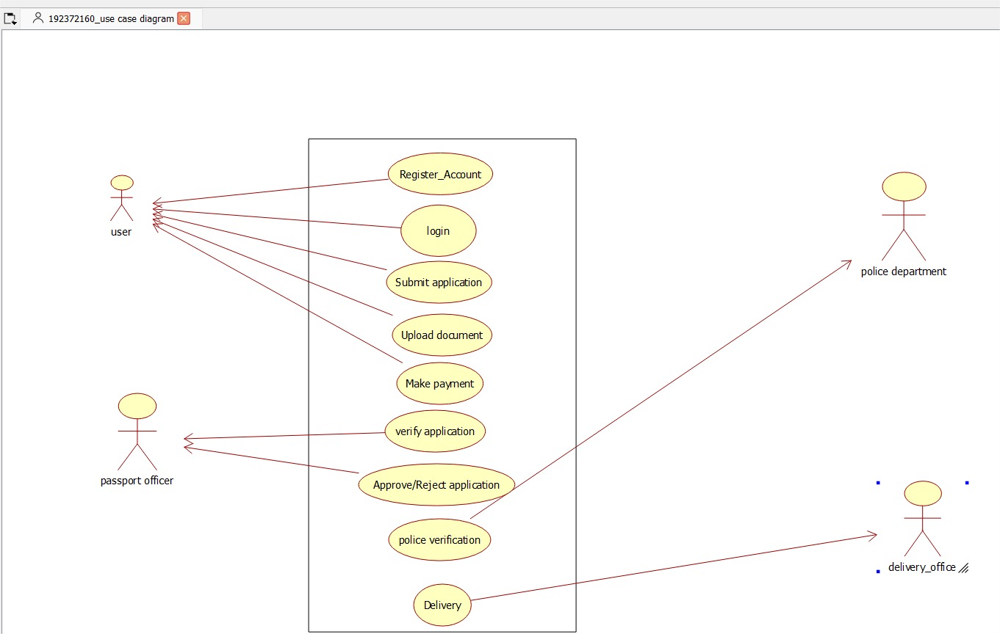 192372160_use case diagram
Register_Account
login
user
Submit application
police department
Upload document
Make payment
verify application
passport officer
Approve/Reject application
police verification
delivery_office
Delivery